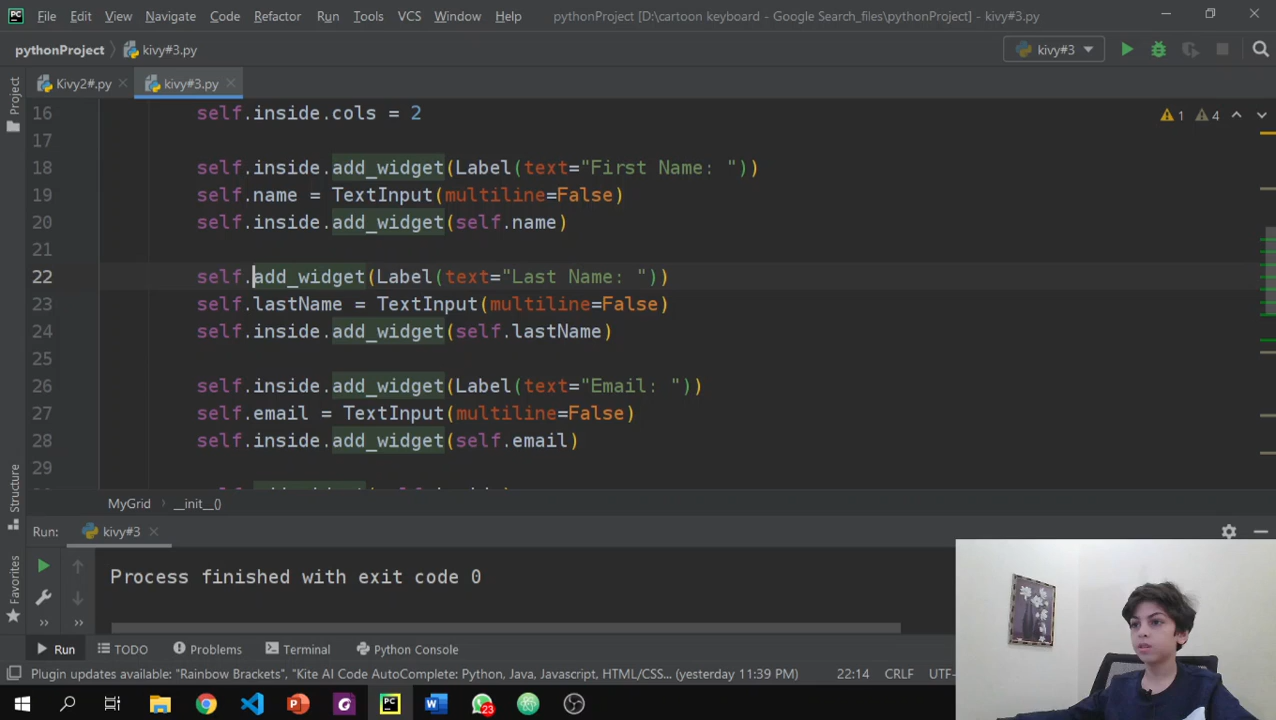 File Edit View Navigate Code Refactor Run Tools VCS Window Help pythonProject [D:\cartoon keyboard - Google Search_files\pythonProject] - kivy#3.py
pythonProject kivy#3.py kivy#3
Project
Kivy2#.py kivy#3.py
16 self.inside.cols = 2 1 4
17
18 self.inside.add_widget(Label(text="First Name: "))
19 self.name = TextInput(multiline=False)
20 self.inside.add_widget(self.name)
21
22 self.add_widget(Label(text="Last Name: "))
23 self.lastName = TextInput(multiline=False)
24 self.inside.add_widget(self.lastName)
25
26 self.inside.add_widget(Label(text="Email: "))
27 self.email = TextInput(multiline=False)
28 self.inside.add_widget(self.email)
29
Structure
MyGrid __init__()
Run: kivy#3
Favorites
Process finished with exit code 0
Run TODO Problems Terminal Python Console
Plugin updates available: "Rainbow Brackets", "Kite AI Code AutoComplete: Python, Java, Javascript, HTML/CSS... (yesterday 11:39 PM) 22:14 CRLF UTF-
23